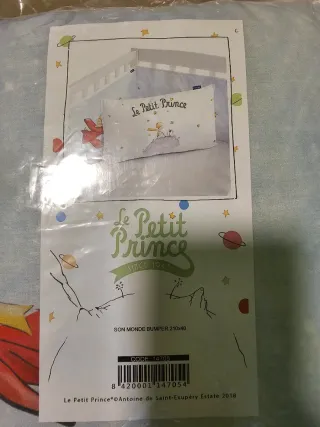 Le Petit Prince
Le Petit
Prince
SON MONDE BUMPER 210x40
8 420001 147054
Le Petit Prince®©Antoine de Saint-Exupéry Estate 2018